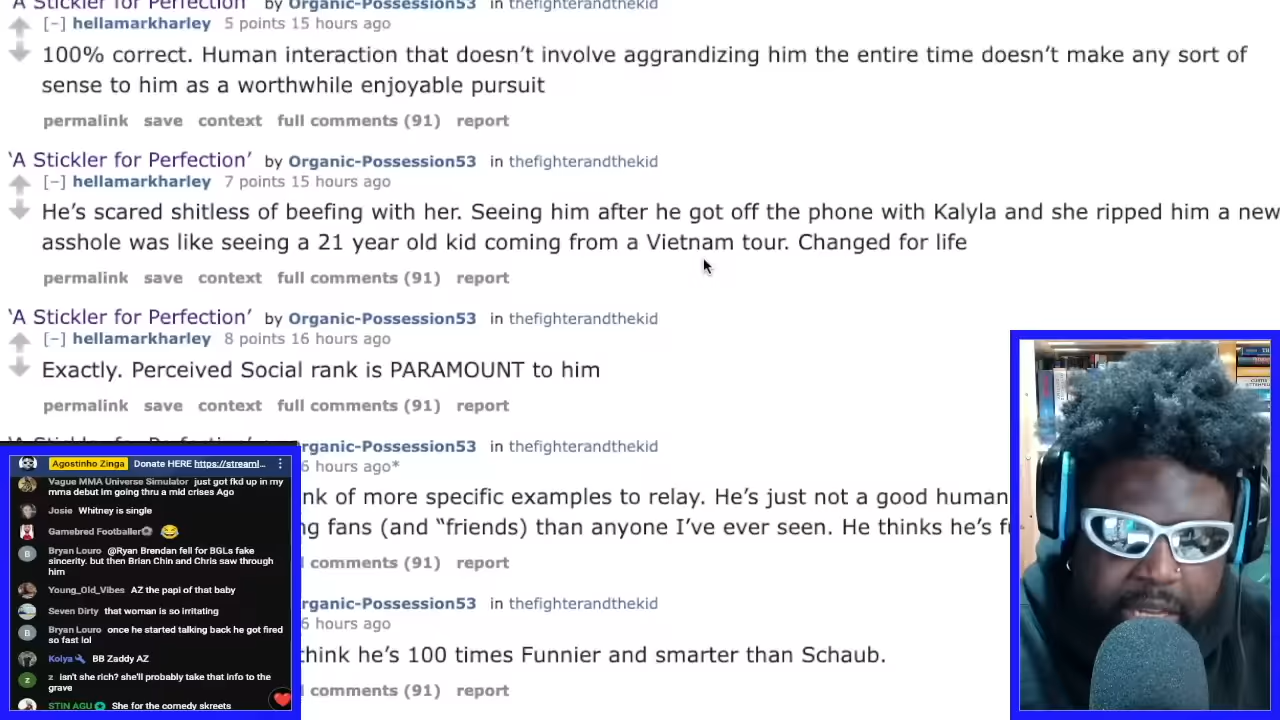 'A Stickler for Perfection' by Organic-Possession53 in thefighterandthekid
[–] hellamarkharley 5 points 15 hours ago
100% correct. Human interaction that doesn't involve aggrandizing him the entire time doesn't make any sort of
sense to him as a worthwhile enjoyable pursuit
permalink save context full comments (91) report
'A Stickler for Perfection' by Organic-Possession53 in thefighterandthekid
[–] hellamarkharley 7 points 15 hours ago
He's scared shitless of beefing with her. Seeing him after he got off the phone with Kalyla and she ripped him a new
asshole was like seeing a 21 year old kid coming from a Vietnam tour. Changed for life
permalink save context full comments (91) report
'A Stickler for Perfection' by Organic-Possession53 in thefighterandthekid
[–] hellamarkharley 8 points 16 hours ago
Exactly. Perceived Social rank is PARAMOUNT to him
permalink save context full comments (91) report
'A Stickler for Perfection' rganic-Possession53 in thefighterandthekid
6 hours ago*
nk of more specific examples to relay. He's just not a good human
ng fans (and "friends) than anyone I've ever seen. He thinks he's fu
comments (91) report
rganic-Possession53 in thefighterandthekid
6 hours ago
think he's 100 times Funnier and smarter than Schaub.
comments (91) report
Agostinho Zinga Donate HERE https://streaml...
Vague MMA Universe Simulator just got fkd up in my
mma debut im going thru a mid crises Ago
Josie Whitney is single
Gamebred Footballer 😂
Bryan Louro @Ryan Brendan fell for BGLs fake
sincerity. but then Brian Chin and Chris saw through
him
Young_Old_Vibes AZ the papi of that baby
Seven Dirty that woman is so irritating
Bryan Louro once he started talking back he got fired
so fast lol
Kolya BB Zaddy AZ
z isn't she rich? she'll probably take that info to the
grave
STIN AGU She for the comedy skreets